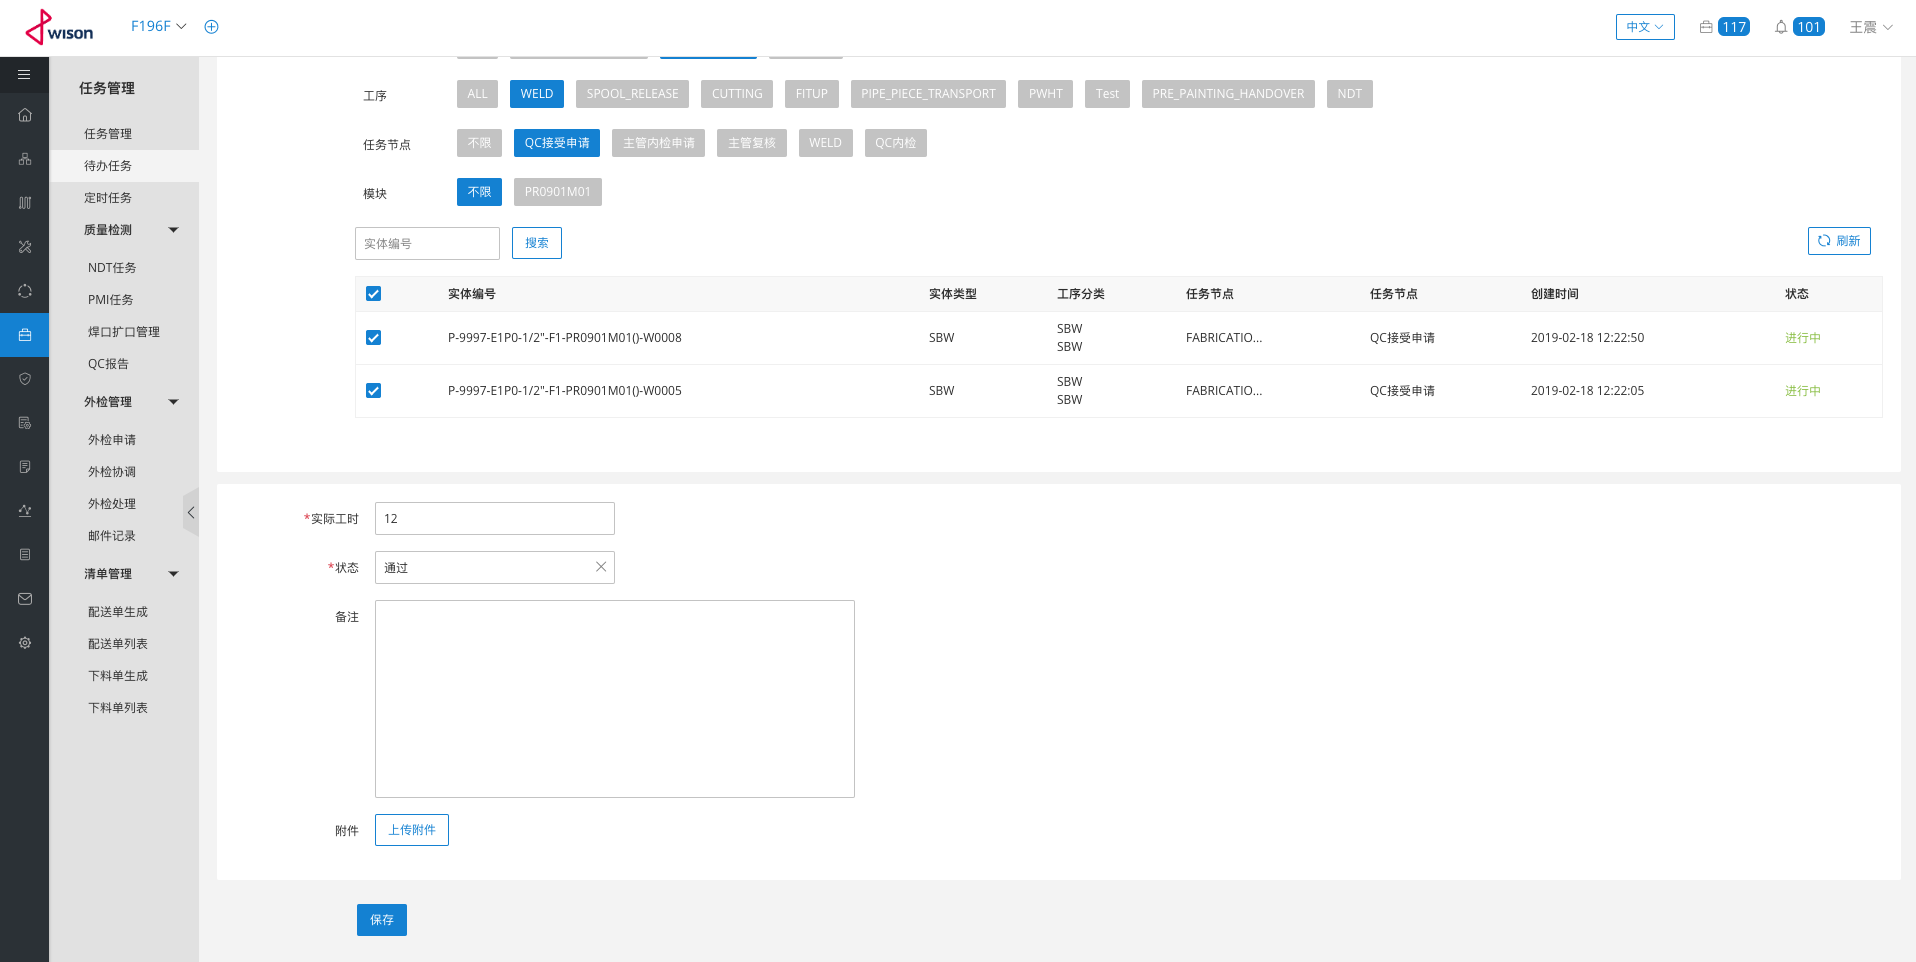 wison F196F 中文 117 101 王震
任务管理
任务管理
待办任务
定时任务
质量检测
NDT任务
PMI任务
焊口扩口管理
QC报告
外检管理
外检申请
外检协调
外检处理
邮件记录
清单管理
配送单生成
配送单列表
下料单生成
下料单列表
工序 ALL WELD SPOOL_RELEASE CUTTING FITUP PIPE_PIECE_TRANSPORT PWHT Test PRE_PAINTING_HANDOVER NDT
任务节点 不限 QC接受申请 主管内检申请 主管复核 WELD QC内检
模块 不限 PR0901M01
实体编号 搜索 刷新
实体编号 实体类型 工序分类 任务节点 任务节点 创建时间 状态
P-9997-E1P0-1/2"-F1-PR0901M01()-W0008 SBW SBW SBW FABRICATIO... QC接受申请 2019-02-18 12:22:50 进行中
P-9997-E1P0-1/2"-F1-PR0901M01()-W0005 SBW SBW SBW FABRICATIO... QC接受申请 2019-02-18 12:22:05 进行中
*实际工时 12
*状态 通过
备注
附件 上传附件
保存